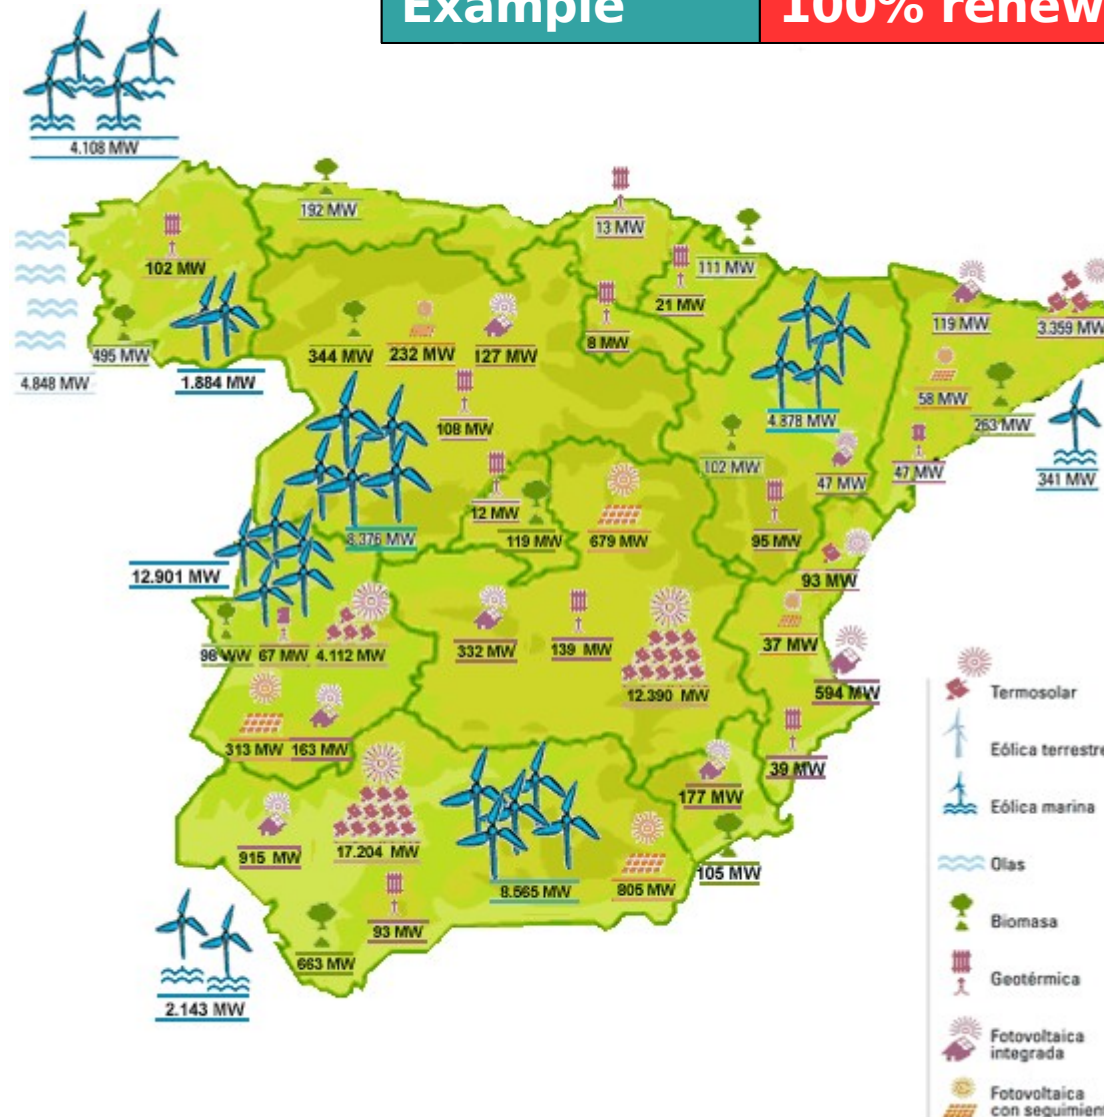 Example
100% renew
4.108 MW
192 MW
13 MW
102 MW
111 MW
21 MW
119 MW
3.359 MW
495 MW
344 MW
232 MW
127 MW
8 MW
4.848 MW
1.884 MW
58 MW
4.878 MW
263 MW
108 MW
102 MW
47 MW
47 MW
341 MW
12 MW
119 MW
679 MW
95 MW
8.376 MW
12.901 MW
93 MW
98 MW
67 MW
4.112 MW
332 MW
139 MW
37 MW
12.390 MW
594 MW
Termosolar
313 MW
163 MW
Eólica terrestre
39 MW
177 MW
Eólica marina
915 MW
17.204 MW
Olas
8.565 MW
805 MW
105 MW
Biomasa
93 MW
663 MW
Geotérmica
2.143 MW
Fotovoltaica
integrada
Fotovoltaica
con seguimien